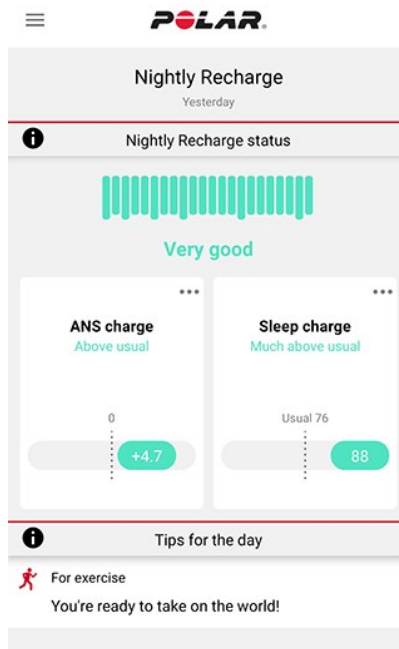 POLAR.
Nightly Recharge
Yesterday
Nightly Recharge status
Very good
ANS charge
Above usual
0
+4.7
Sleep charge
Much above usual
Usual 76
88
Tips for the day
For exercise
You're ready to take on the world!